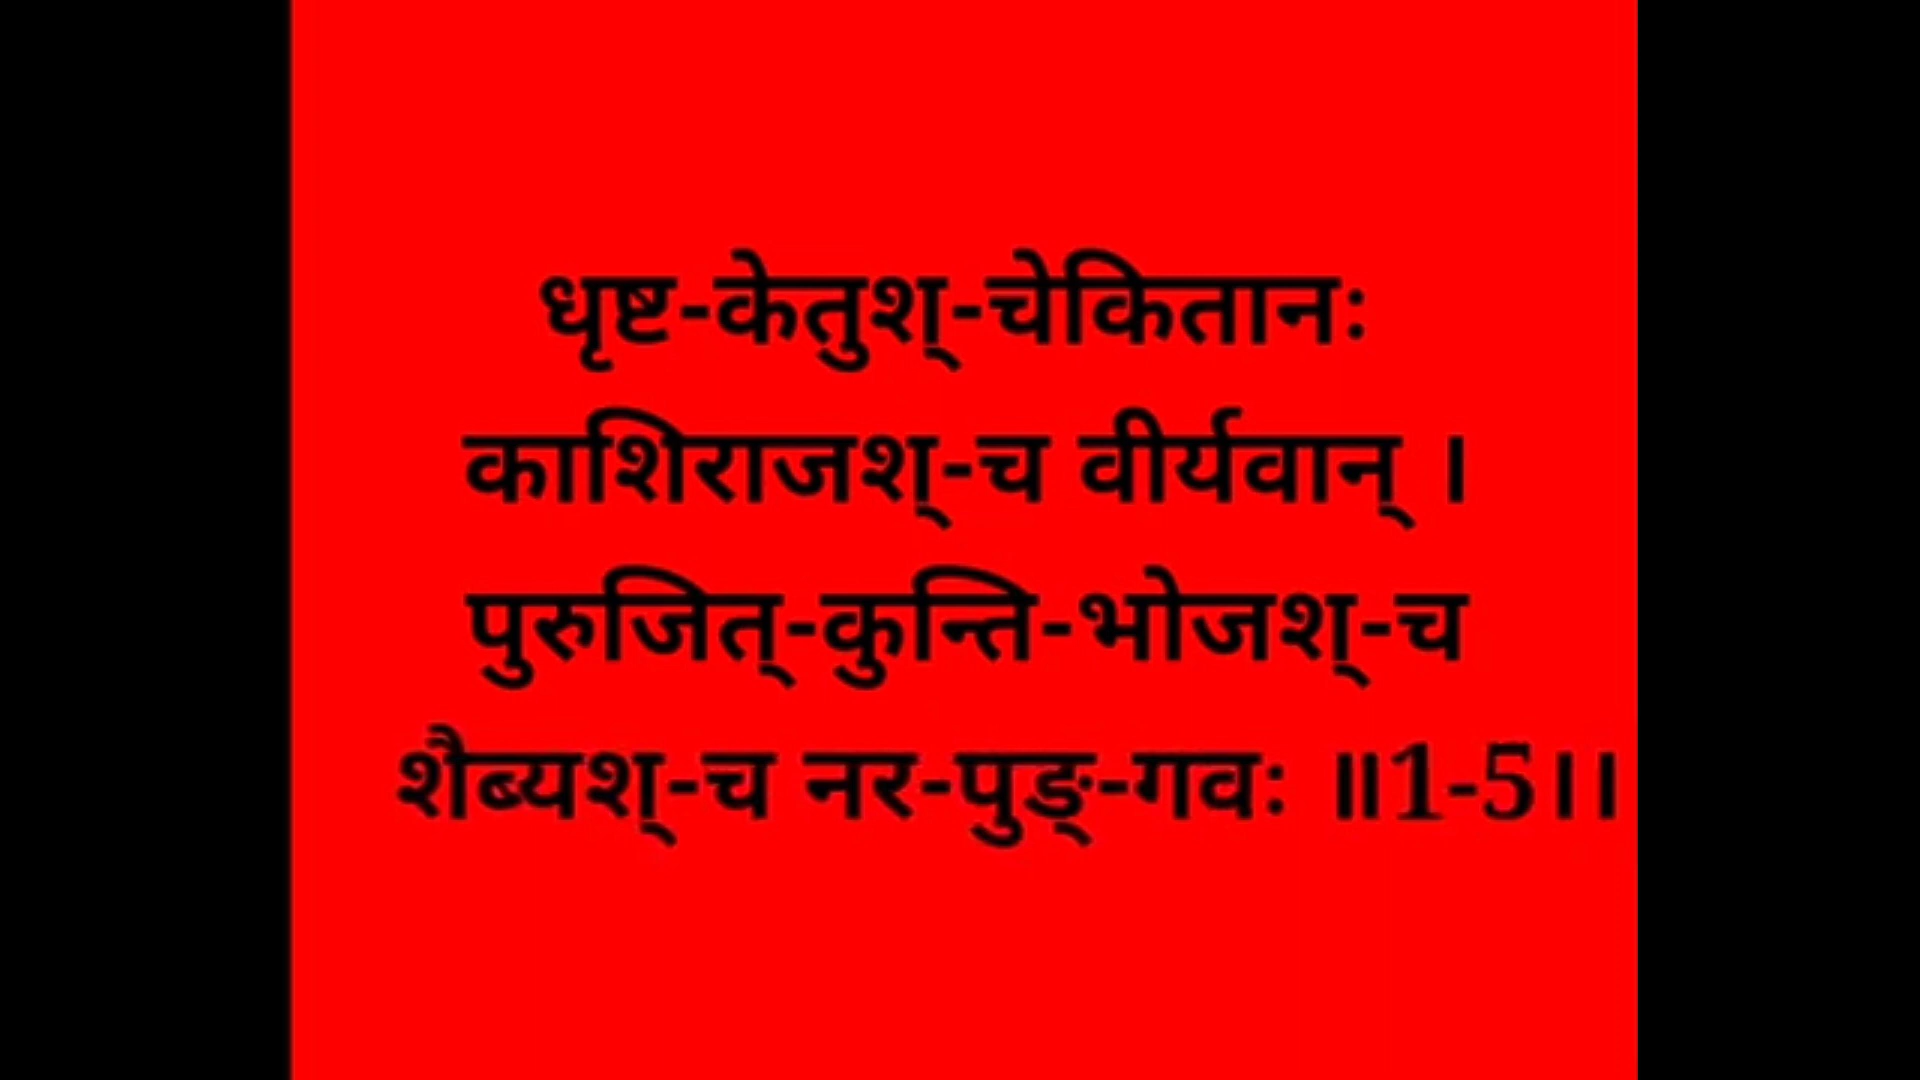 धृष्ट-केतुश्-चेकितानः
काशिराजश्-च वीर्यवान् ।
पुरुजित्-कुन्ति-भोजश्-च
शैब्यश्-च नर-पुङ्-गवः ॥1-5।।